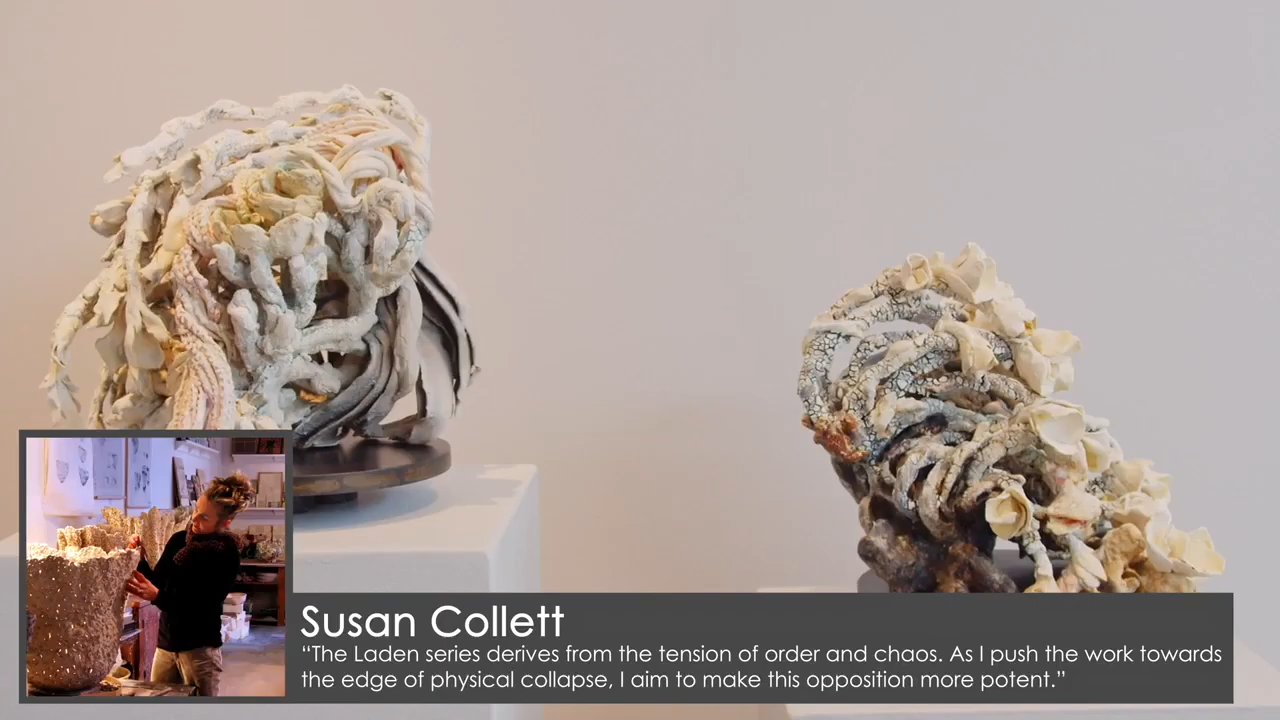 Susan Collett
“The Laden series derives from the tension of order and chaos. As I push the work towards
the edge of physical collapse, I aim to make this opposition more potent.”